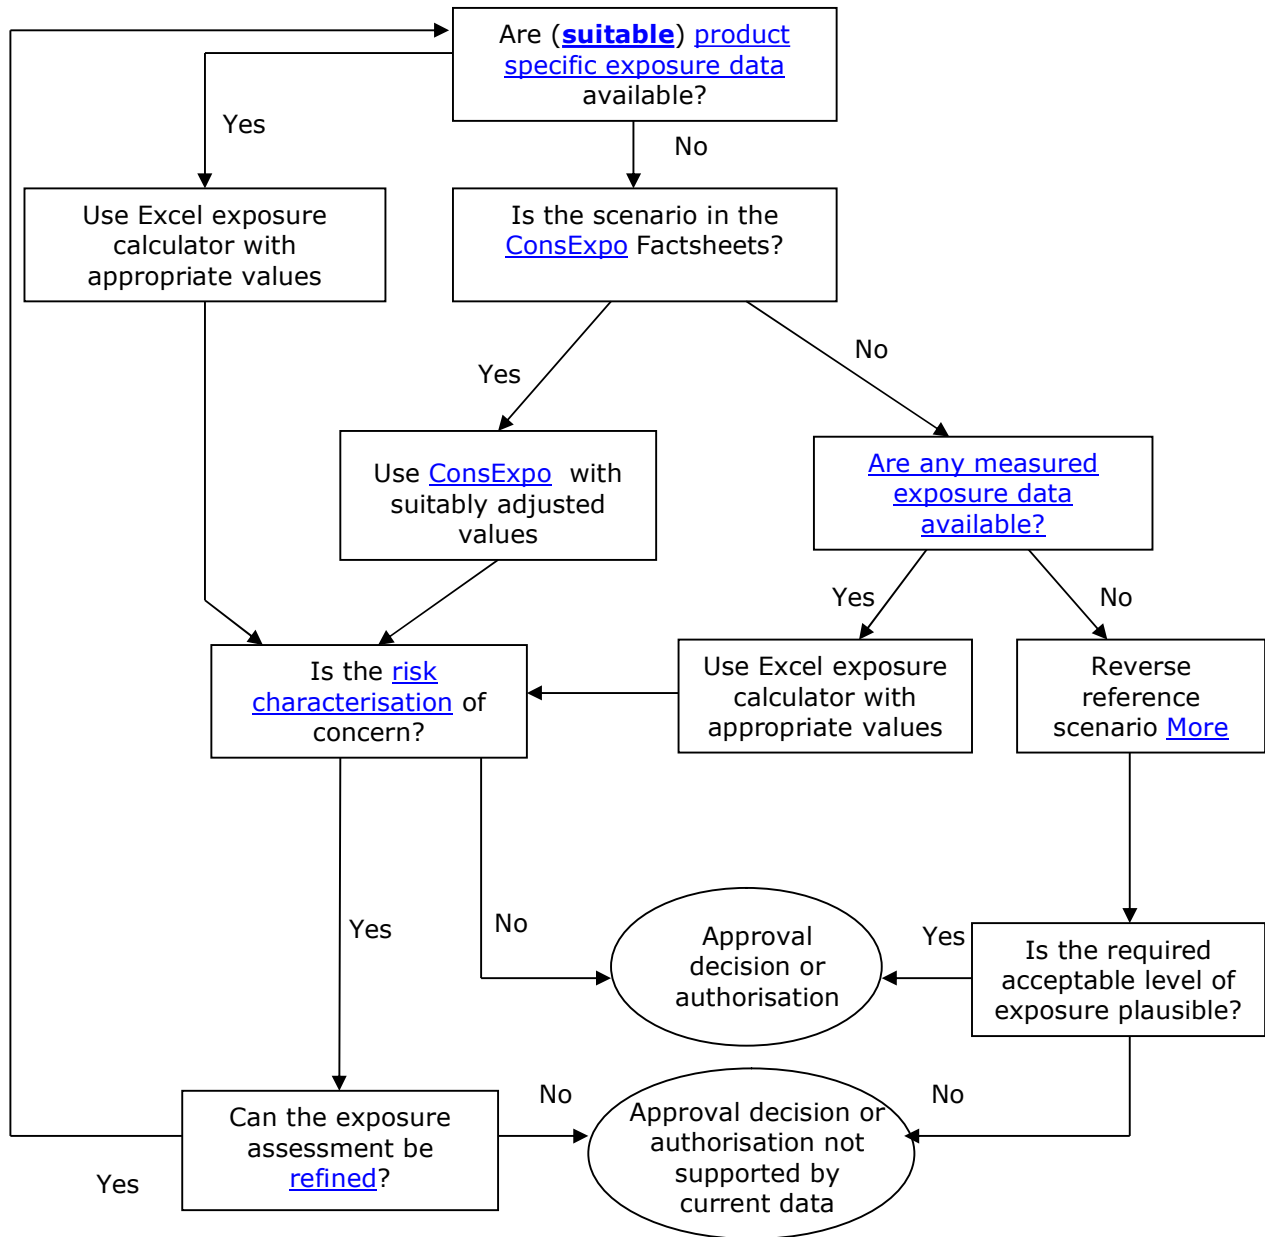 Are (suitable) product
specific exposure data
available?
Yes
No
Use Excel exposure
calculator with
appropriate values
Is the scenario in the
ConsExpo Factsheets?
Yes
No
Use ConsExpo with
suitably adjusted
values
Are any measured
exposure data
available?
Yes
No
Is the risk
characterisation of
concern?
Use Excel exposure
calculator with
appropriate values
Reverse
reference
scenario More
Yes
No
Approval
decision or
authorisation
Yes
Is the required
acceptable level of
exposure plausible?
Can the exposure
assessment be
refined?
Yes
No
Approval decision or
authorisation not
supported by
current data
No